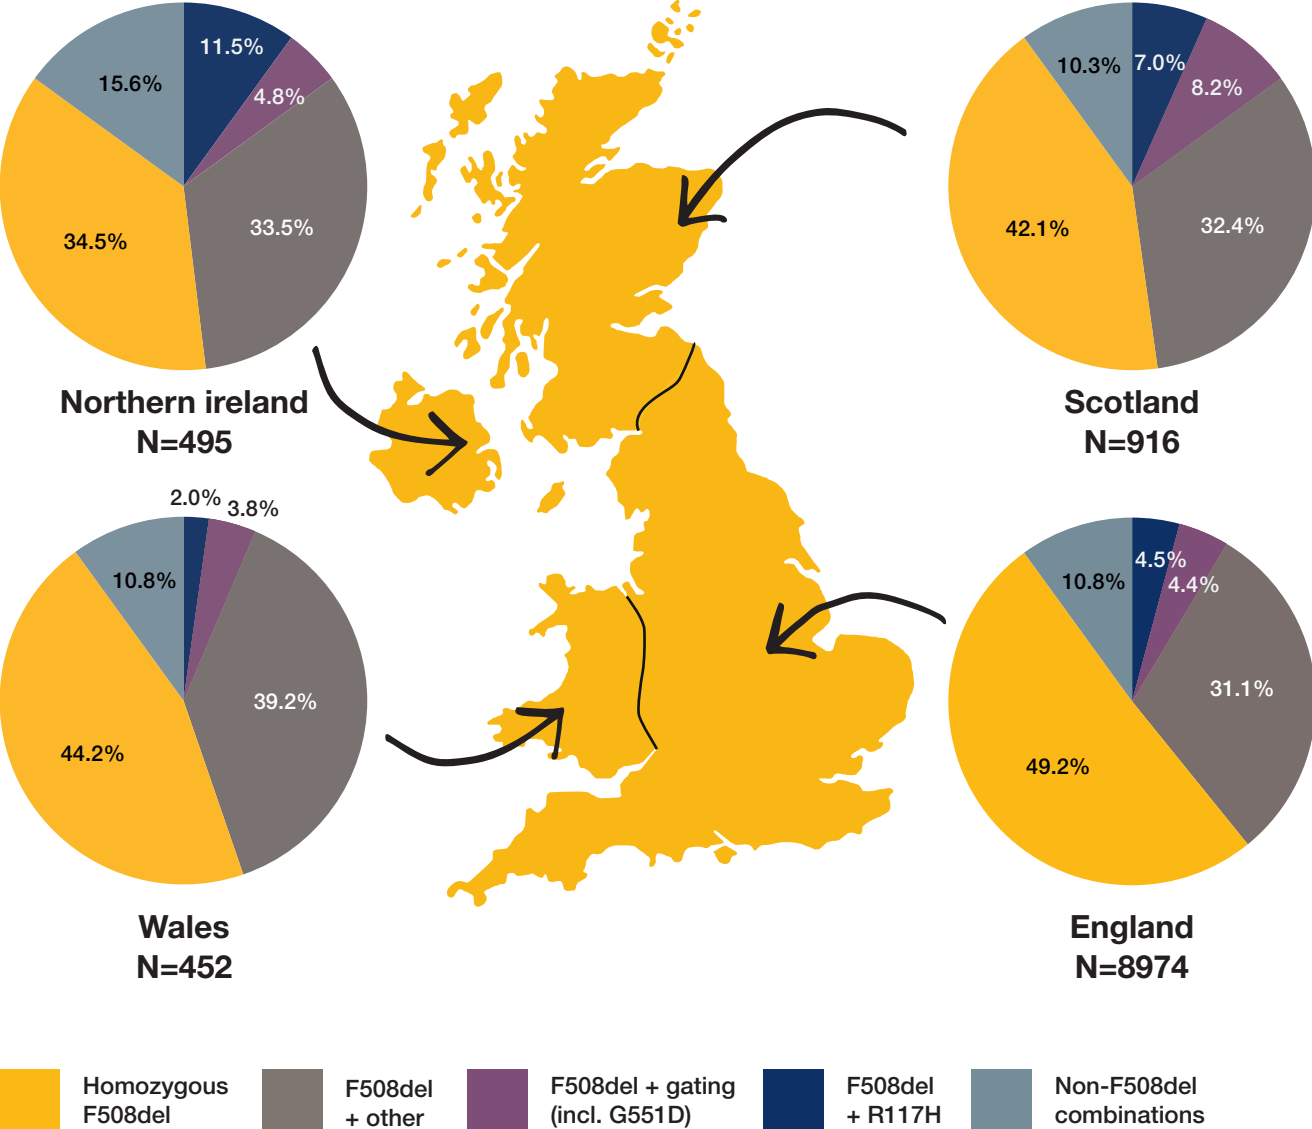 11.5%
4.8%
33.5%
34.5%
15.6%
Northern ireland
N=495
7.0%
8.2%
32.4%
42.1%
10.3%
Scotland
N=916
2.0%
3.8%
39.2%
44.2%
10.8%
Wales
N=452
4.5%
4.4%
31.1%
49.2%
10.8%
England
N=8974
Homozygous
F508del
F508del
+ other
F508del + gating
(incl. G551D)
F508del
+ R117H
Non-F508del
combinations